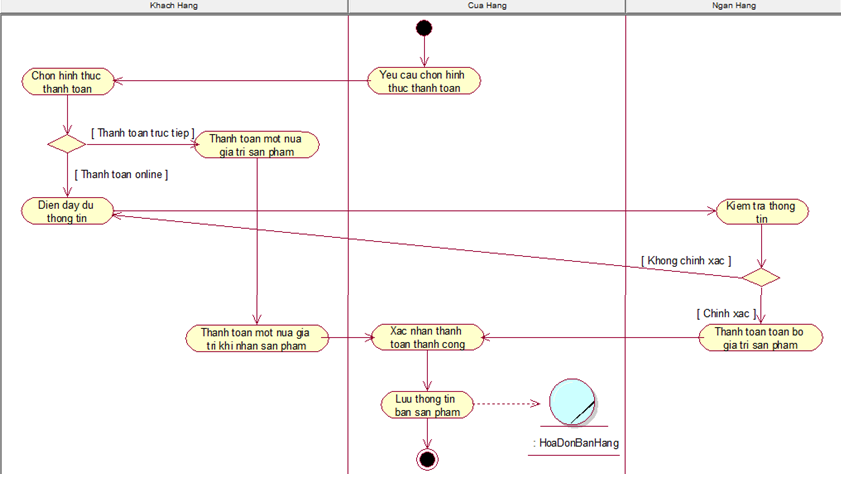 Khach Hang
Cua Hang
Ngan Hang
Chon hinh thuc
thanh toan
Yeu cau chon hinh
thuc thanh toan
[ Thanh toan truc tiep ]
Thanh toan mot nua
gia tri san pham
[ Thanh toan online ]
Dien day du
thong tin
Kiem tra thong
tin
[ Khong chinh xac ]
[ Chinh xac ]
Thanh toan mot nua gia
tri khi nhan san pham
Xac nhan thanh
toan thanh cong
Thanh toan toan bo
gia tri san pham
Luu thong tin
ban san pham
: HoaDonBanHang